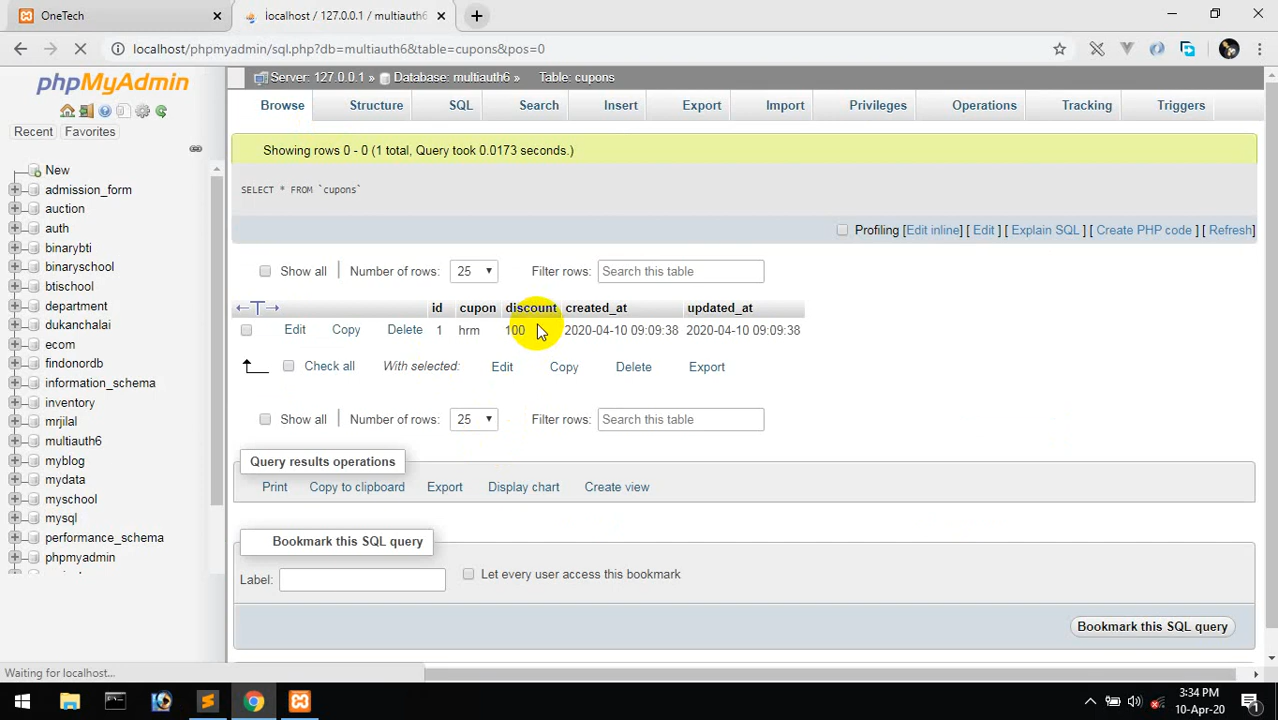 OneTech
localhost / 127.0.0.1 / multiauth6
localhost/phpmyadmin/sql.php?db=multiauth6&table=cupons&pos=0
phpMyAdmin
Recent Favorites
New
admission_form
auction
auth
binarybti
binaryschool
btischool
department
dukanchalai
ecom
findonordb
information_schema
inventory
mrjilal
multiauth6
myblog
mydata
myschool
mysql
performance_schema
phpmyadmin
Server: 127.0.0.1 » Database: multiauth6 » Table: cupons
Browse Structure SQL Search Insert Export Import Privileges Operations Tracking Triggers
Showing rows 0 - 0 (1 total, Query took 0.0173 seconds.)
SELECT * FROM `cupons`
Profiling [Edit inline] [ Edit ] [ Explain SQL ] [ Create PHP code ] [ Refresh]
Show all Number of rows: 25 Filter rows: Search this table
←T→ id cupon discount created_at updated_at
Edit Copy Delete 1 hrm 100 2020-04-10 09:09:38 2020-04-10 09:09:38
Check all With selected: Edit Copy Delete Export
Show all Number of rows: 25 Filter rows: Search this table
Query results operations
Print Copy to clipboard Export Display chart Create view
Bookmark this SQL query
Label: Let every user access this bookmark
Bookmark this SQL query
Waiting for localhost...
3:34 PM
10-Apr-20
1